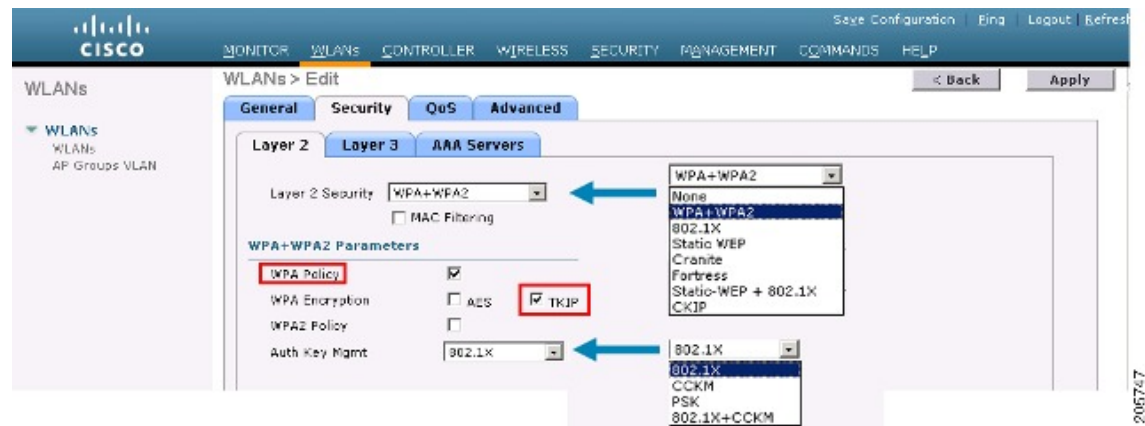 Save Configuration Ping Logout Refresh
CISCO
MONITOR WLANs CONTROLLER WIRELESS SECURITY MANAGEMENT COMMANDS HELP
WLANs
WLANs > Edit
< Back Apply
General Security QoS Advanced
WLANs
WLANs
AP Groups VLAN
Layer 2 Layer 3 AAA Servers
Layer 2 Security WPA+WPA2
MAC Filtering
WPA+WPA2 Parameters
WPA Policy
WPA Encryption AES TKIP
WPA2 Policy
Auth Key Mgmt 802.1X
WPA+WPA2
None
WPA+WPA2
802.1X
Static WEP
Cranite
Fortress
Static-WEP + 802.1X
CKIP
802.1X
802.1X
CCKM
PSK
802.1X+CCKM
205747